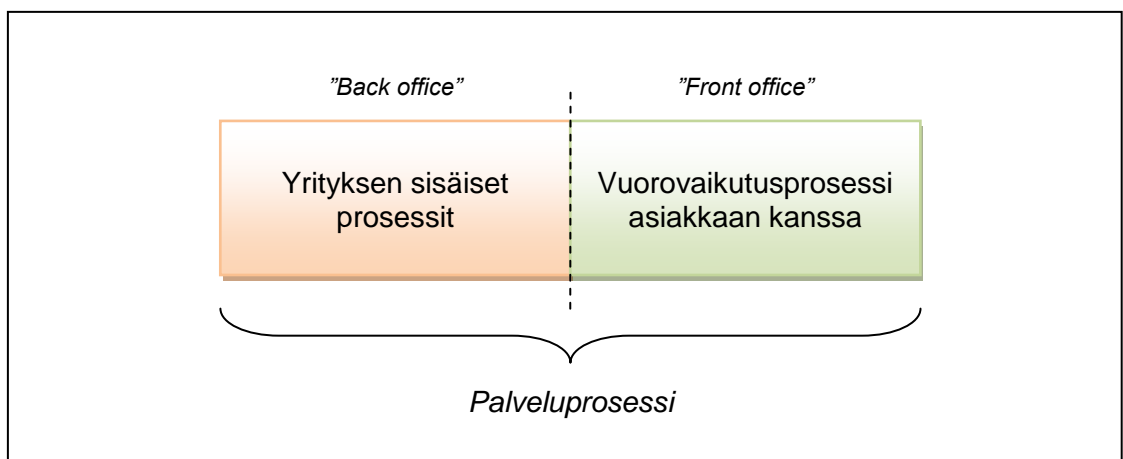 ”Back office”
”Front office”
Yrityksen sisäiset
prosessit
Vuorovaikutusprosessi
asiakkaan kanssa
Palveluprosessi